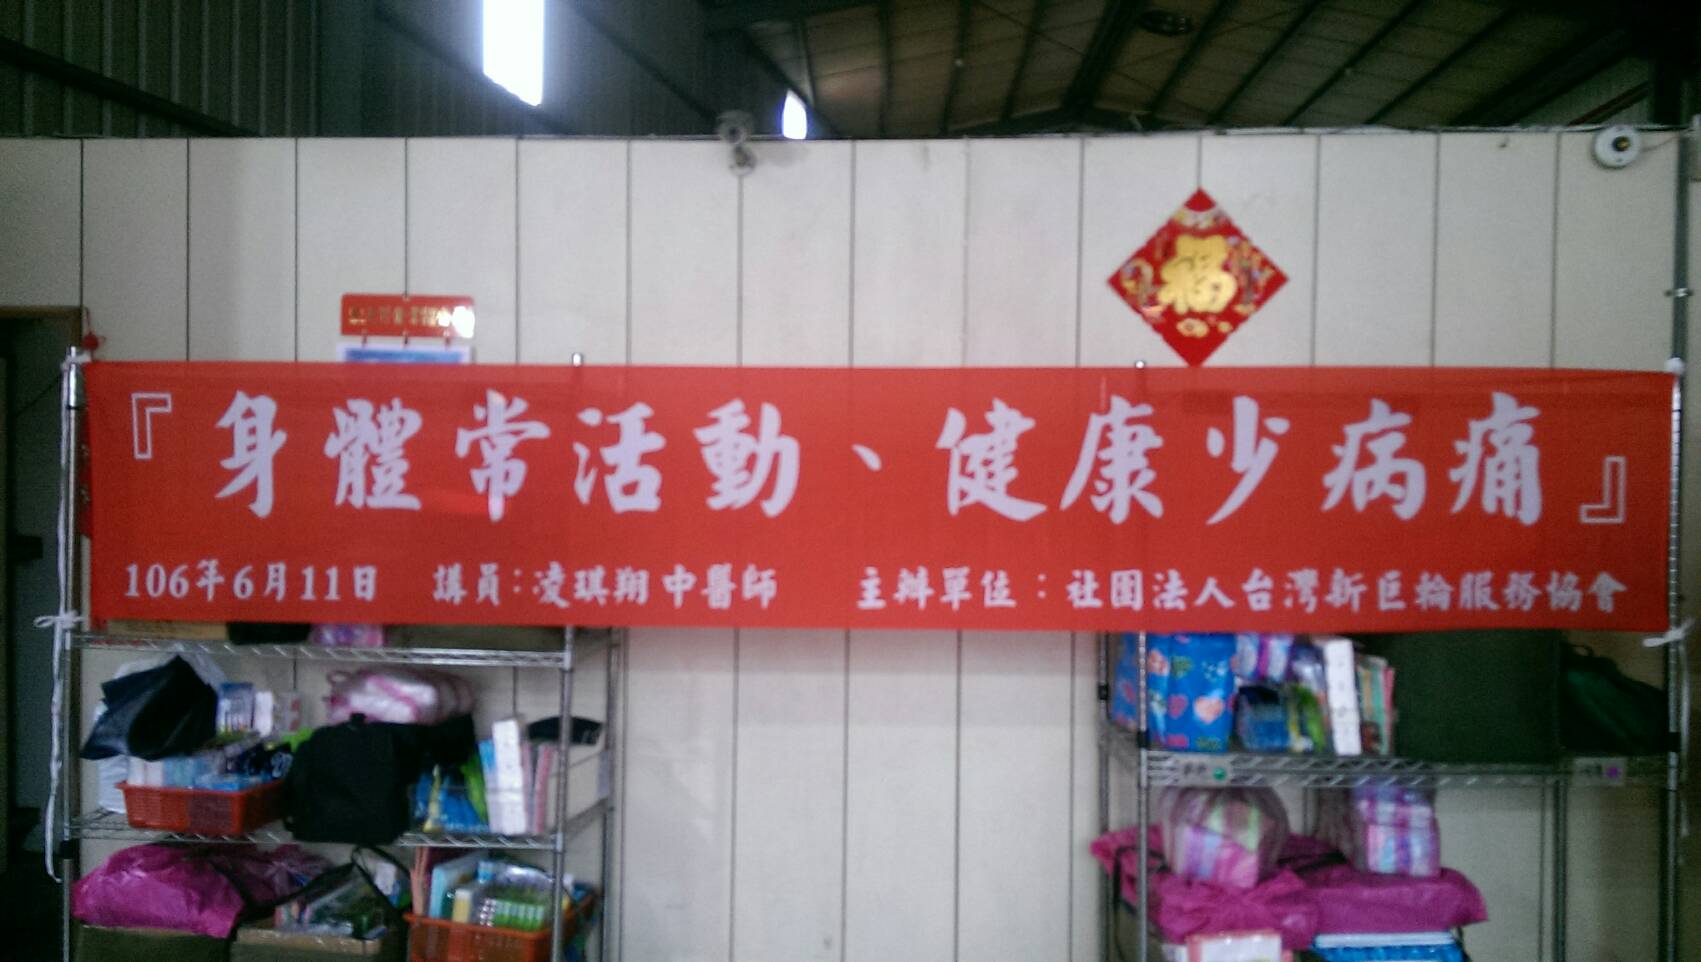 福
『身體常活動、健康少病痛』
106年6月11日 講員：凌琪翔中醫師 主辦單位：社團法人台灣新巨輪服務協會